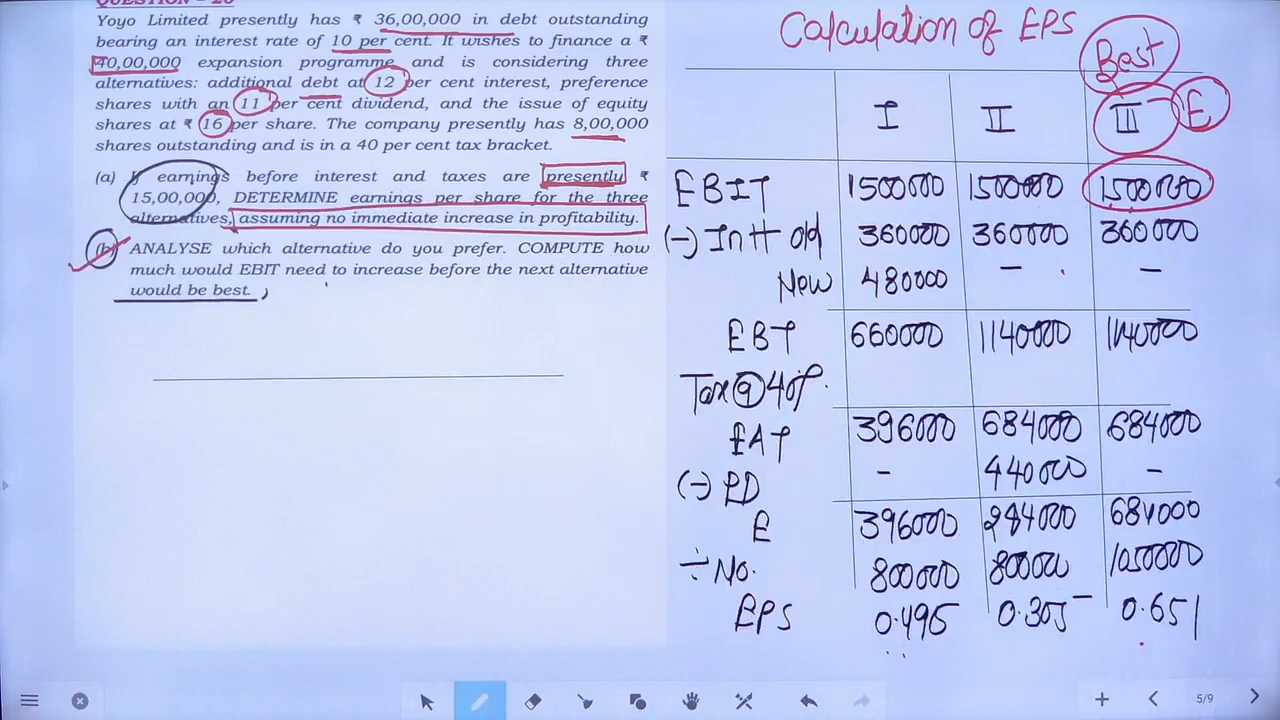 QUESTION – 20
Yoyo Limited presently has ₹ 36,00,000 in debt outstanding
bearing an interest rate of 10 per cent. It wishes to finance a ₹
40,00,000 expansion programme and is considering three
alternatives: additional debt at 12 per cent interest, preference
shares with an 11 per cent dividend, and the issue of equity
shares at ₹ 16 per share. The company presently has 8,00,000
shares outstanding and is in a 40 per cent tax bracket.
(a) If earnings before interest and taxes are presently ₹
15,00,000, DETERMINE earnings per share for the three
alternatives, assuming no immediate increase in profitability.
(b) ANALYSE which alternative do you prefer. COMPUTE how
much would EBIT need to increase before the next alternative
would be best.
Calculation of EPS
Best
I II III E
EBIT 1500000 1500000 1500000
(-) Intt old 360000 360000 360000
New 480000 - -
EBT 660000 1140000 1140000
Tax @ 40%.
EAT 396000 684000 684000
(-) PD - 440000 -
E 396000 244000 684000
÷ No. 800000 800000 1050000
EPS 0.495 0.305 0.651
5/9